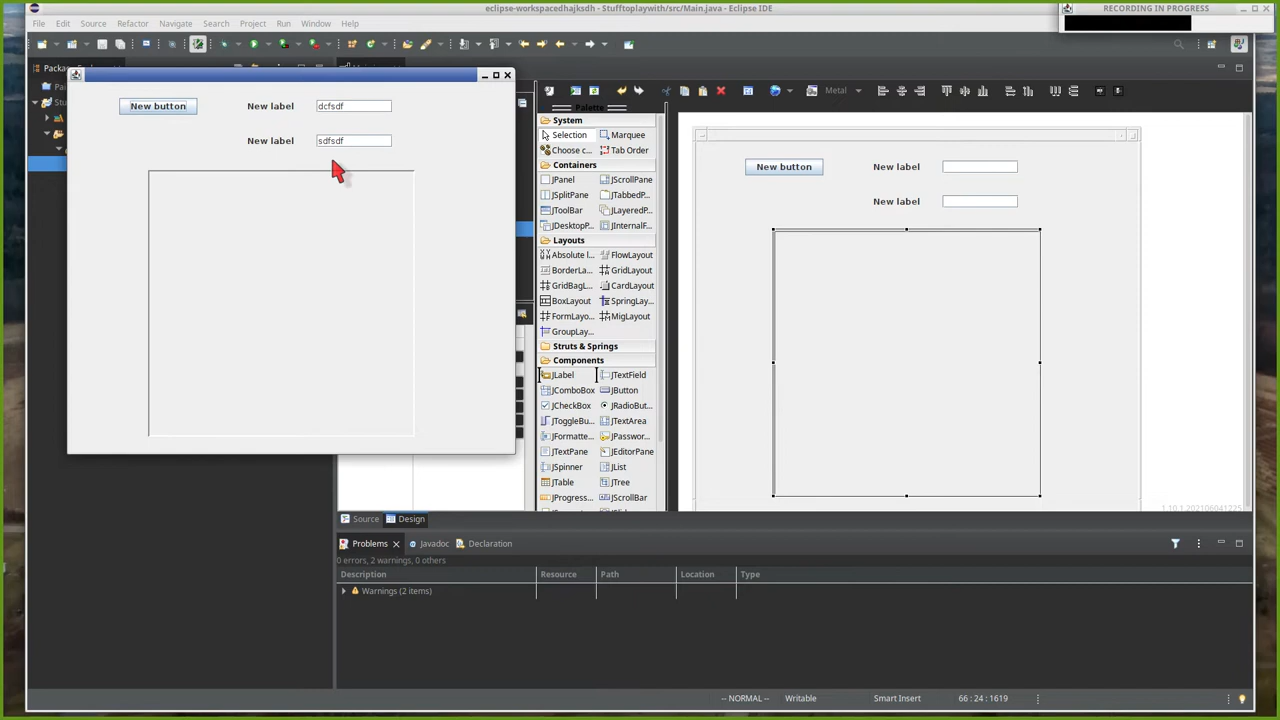 eclipse-workspacedhajksdh - Stufftoplaywith/src/Main.java - Eclipse IDE
RECORDING IN PROGRESS
File Edit Source Refactor Navigate Search Project Run Window Help
New button
New label dcfsdf
New label sdfsdf
Metal
Palette
System
Selection Marquee
Choose c... Tab Order
Containers
JPanel JScrollPane
JSplitPane JTabbedP...
JToolBar JLayeredP...
JDesktopP... JInternalF...
Layouts
Absolute l... FlowLayout
BorderLa... GridLayout
GridBagL... CardLayout
BoxLayout SpringLay...
FormLayo... MigLayout
GroupLay...
Struts & Springs
Components
JLabel JTextField
JComboBox JButton
JCheckBox JRadioBut...
JToggleBu... JTextArea
JFormatte... JPasswor...
JTextPane JEditorPane
JSpinner JList
JTable JTree
JProgress... JScrollBar
New button
New label
New label
1.10.1.202106041225
Source Design
Problems Javadoc Declaration
0 errors, 2 warnings, 0 others
Description Resource Path Location Type
Warnings (2 items)
-- NORMAL -- Writable Smart Insert 66 : 24 : 1619